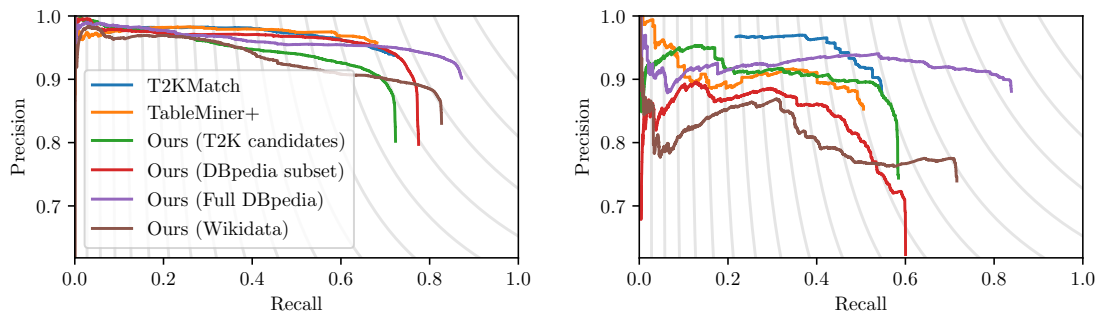 1.0
0.9
0.8
0.7
Precision
T2KMatch
TableMiner+
Ours (T2K candidates)
Ours (DBpedia subset)
Ours (Full DBpedia)
Ours (Wikidata)
0.0 0.2 0.4 0.6 0.8 1.0
Recall
1.0
0.9
0.8
0.7
Precision
0.0 0.2 0.4 0.6 0.8 1.0
Recall